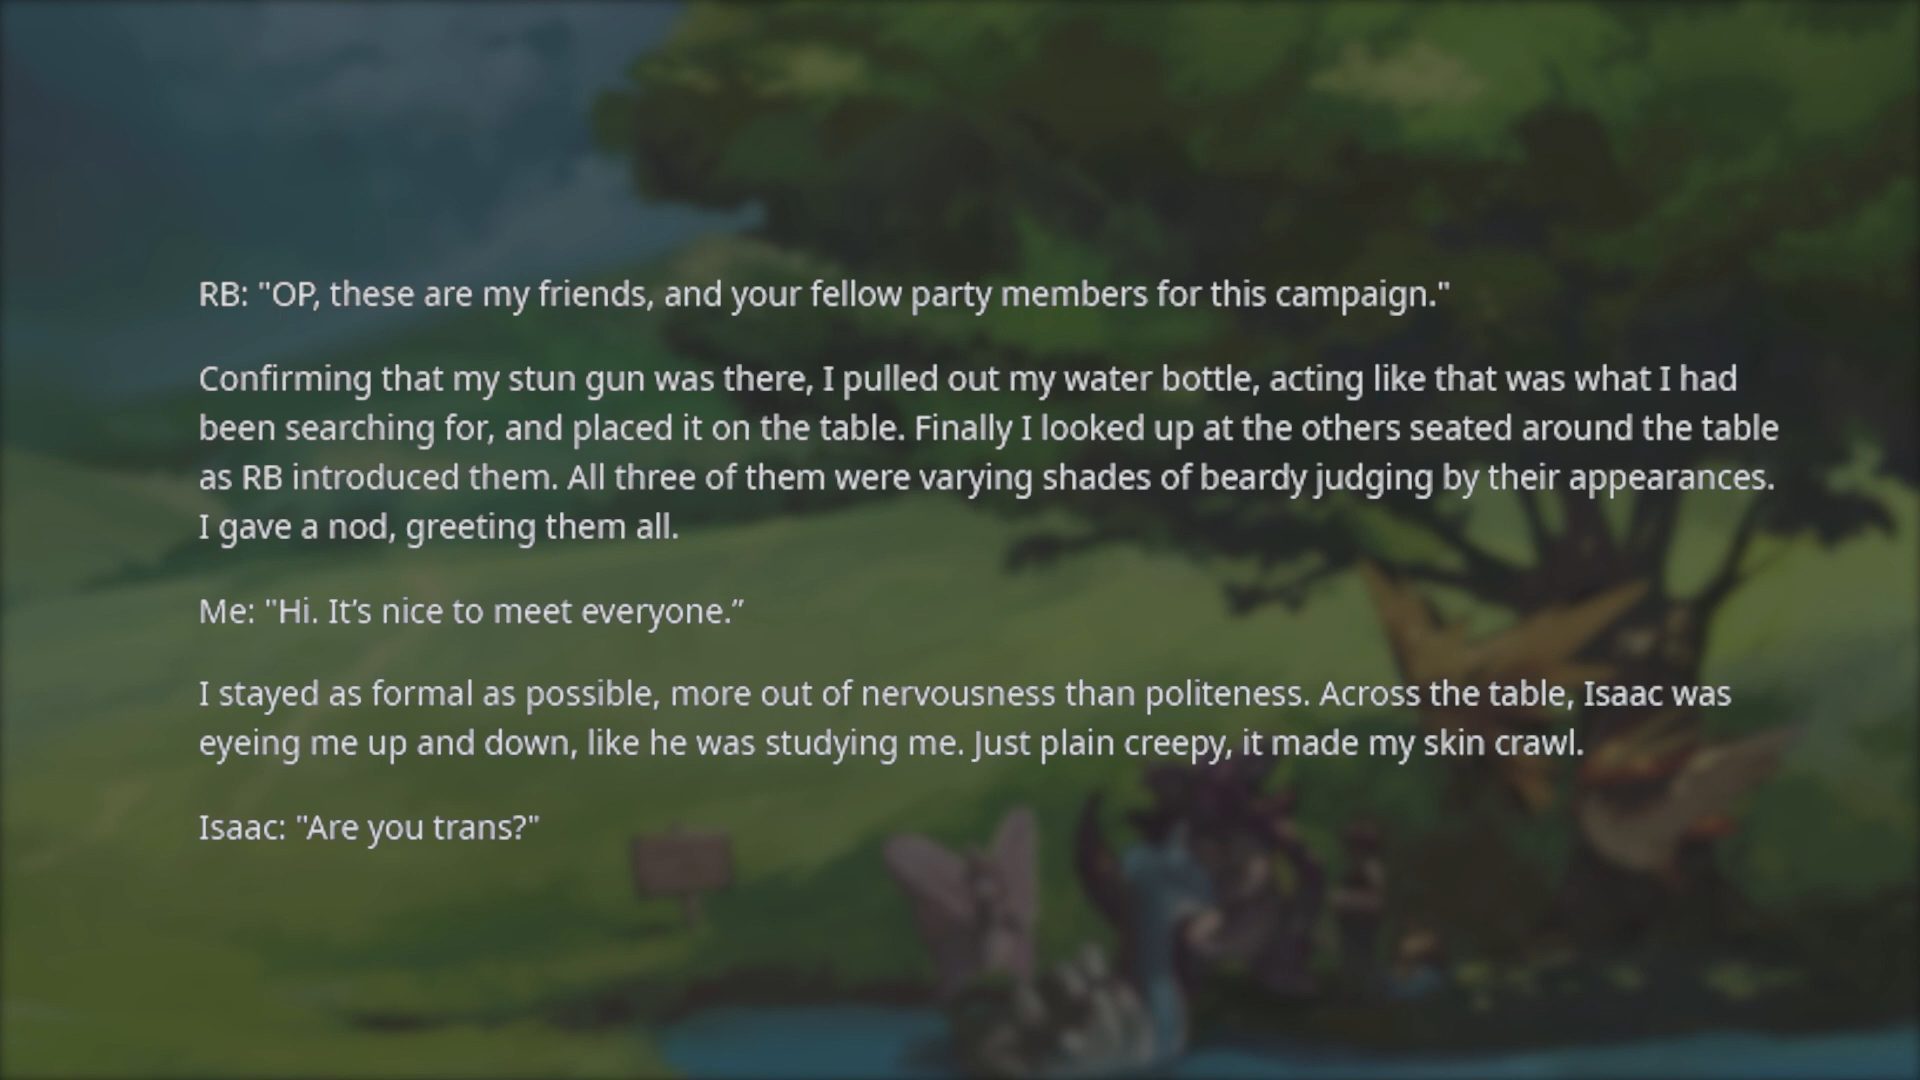 RB: "OP, these are my friends, and your fellow party members for this campaign."
Confirming that my stun gun was there, I pulled out my water bottle, acting like that was what I had
been searching for, and placed it on the table. Finally I looked up at the others seated around the table
as RB introduced them. All three of them were varying shades of beardy judging by their appearances.
I gave a nod, greeting them all.
Me: "Hi. It’s nice to meet everyone.”
I stayed as formal as possible, more out of nervousness than politeness. Across the table, Isaac was
eyeing me up and down, like he was studying me. Just plain creepy, it made my skin crawl.
Isaac: "Are you trans?"